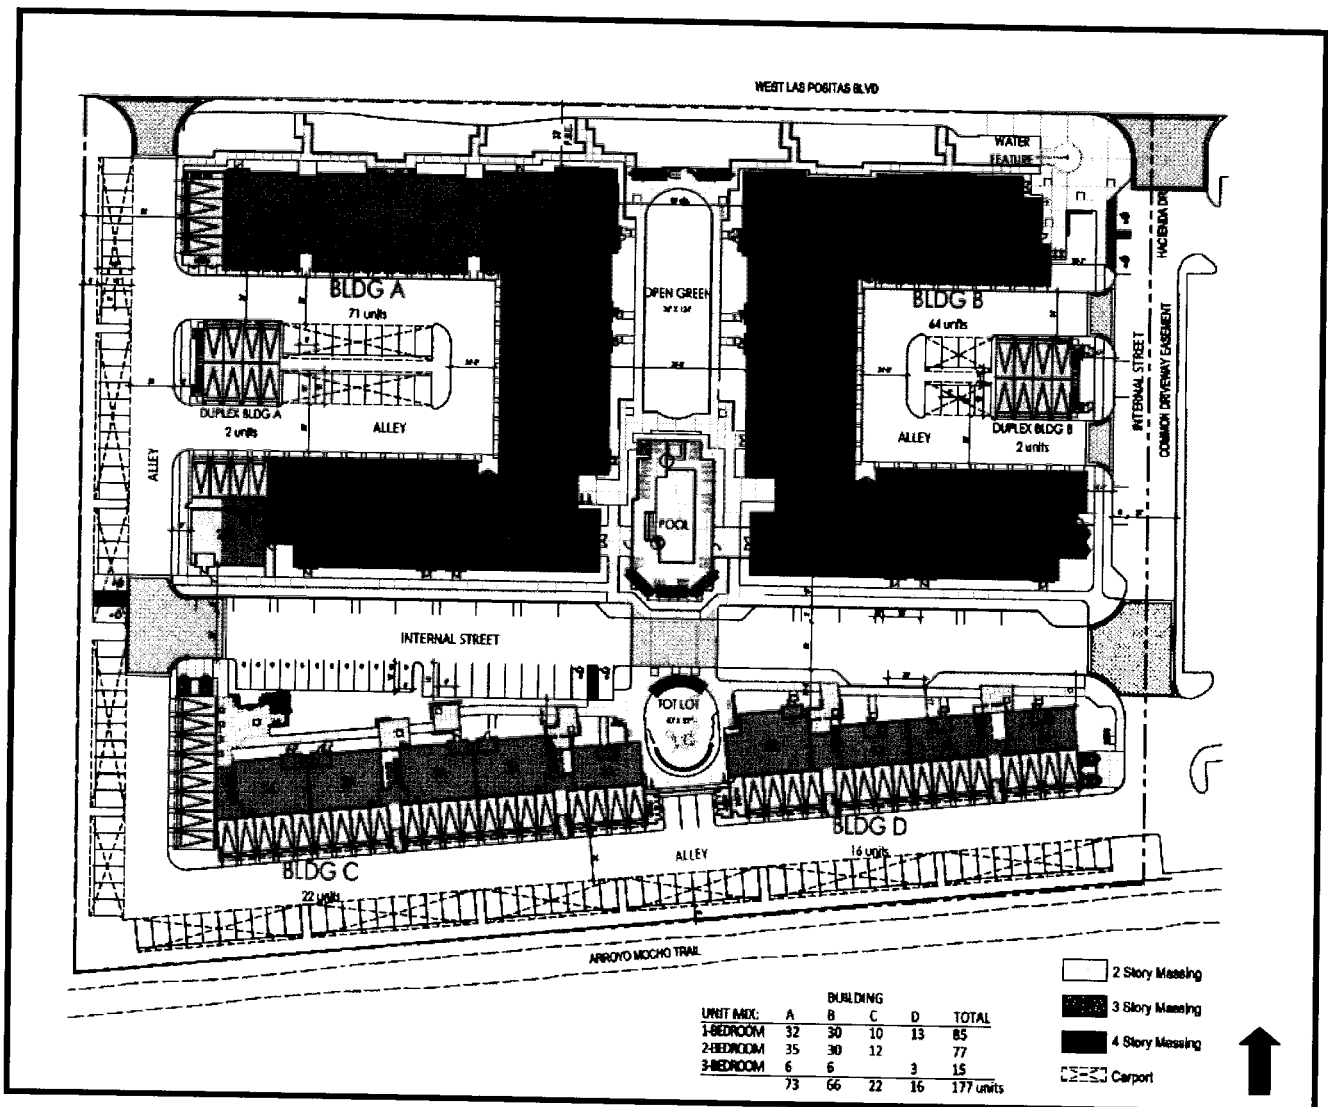 WEST LAS POSITAS BLVD
WATER
FEATURE
HACIENDA DR
BLDG A
71 units
OPEN GREEN
BLDG B
64 units
DUPLEX BLDG A
2 units
ALLEY
ALLEY
DUPLEX BLDG B
2 units
INTERNAL STREET
COMMON DRIVEWAY EASEMENT
ALLEY
POOL
INTERNAL STREET
TOT LOT
BLDG D
16 units
ALLEY
BLDG C
22 units
ARROYO MOCHO TRAIL
2 Story Massing
3 Story Massing
4 Story Massing
Carport
BUILDING
UNIT MIX: A B C D TOTAL
1-BEDROOM 32 30 10 13 85
2-BEDROOM 35 30 12 77
3-BEDROOM 6 6 3 15
73 66 22 16 177 units